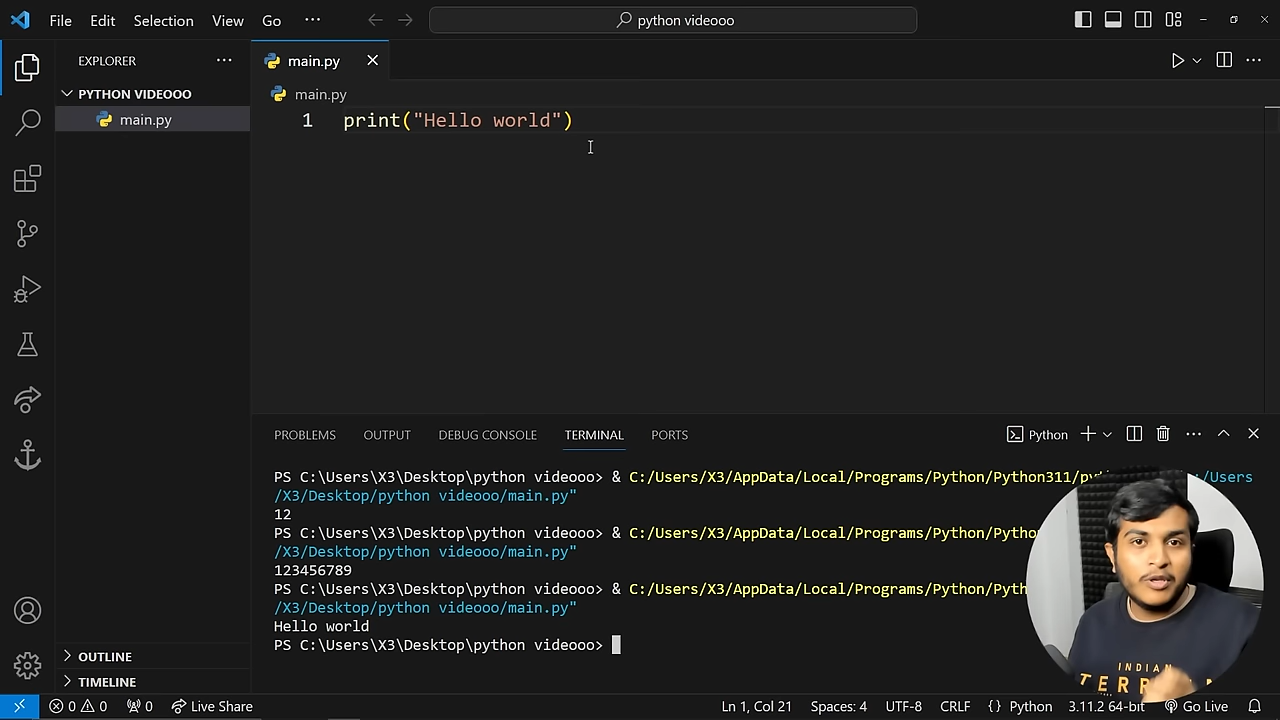 File Edit Selection View Go ··· python videooo
EXPLORER ···
PYTHON VIDEOOO
main.py
OUTLINE
TIMELINE
main.py
main.py
1 print("Hello world")
PROBLEMS OUTPUT DEBUG CONSOLE TERMINAL PORTS Python
PS C:\Users\X3\Desktop\python videooo> & C:/Users/X3/AppData/Local/Programs/Python/Python311/ :/Users
/X3/Desktop/python videooo/main.py"
12
PS C:\Users\X3\Desktop\python videooo> & C:/Users/X3/AppData/Local/Programs/Python/
/X3/Desktop/python videooo/main.py"
123456789
PS C:\Users\X3\Desktop\python videooo> & C:/Users/X3/AppData/Local/Programs/Python/
/X3/Desktop/python videooo/main.py"
Hello world
PS C:\Users\X3\Desktop\python videooo>
INDIAN
0 0 0 Live Share Ln 1, Col 21 Spaces: 4 UTF-8 CRLF {} Python 3.11.2 64-bit Go Live